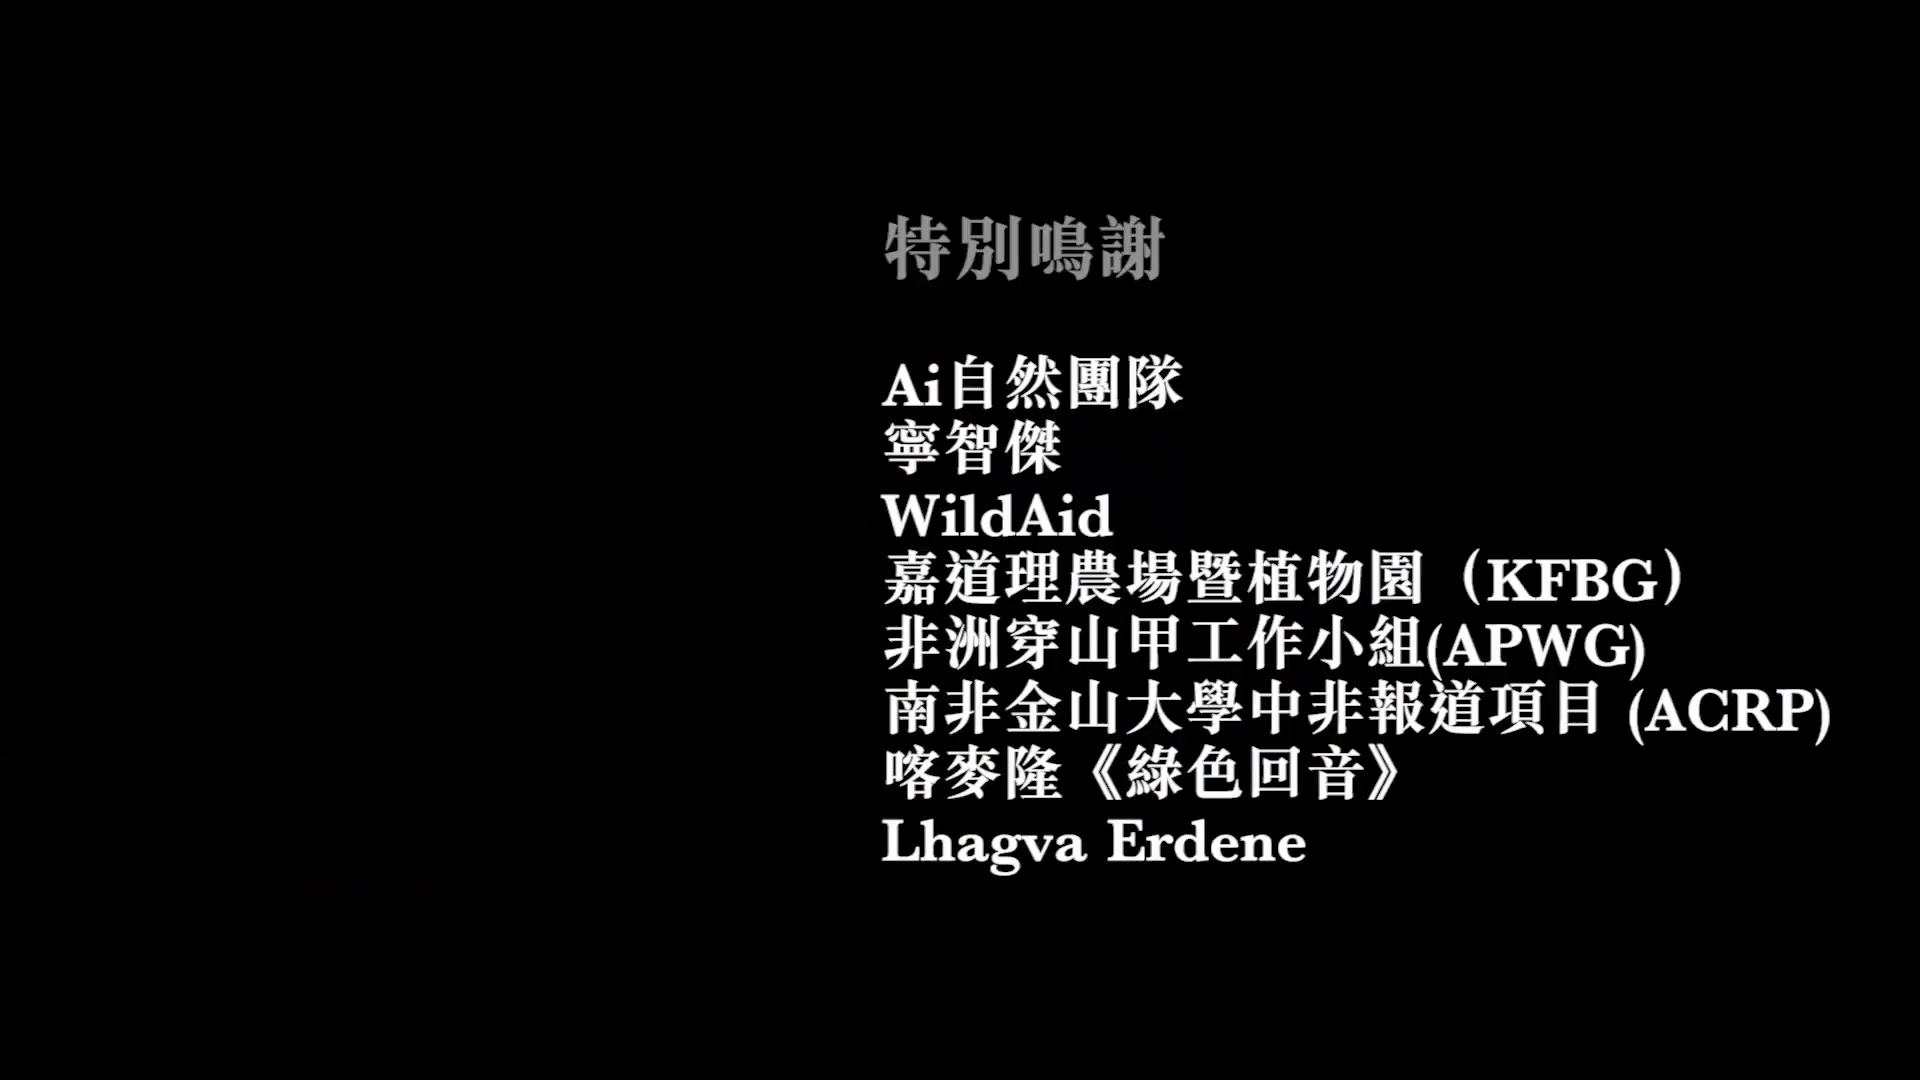 特別鳴謝
Ai自然團隊
寧智傑
WildAid
嘉道理農場暨植物園（KFBG）
非洲穿山甲工作小組(APWG)
南非金山大學中非報道項目 (ACRP)
喀麥隆《綠色回音》
Lhagva Erdene